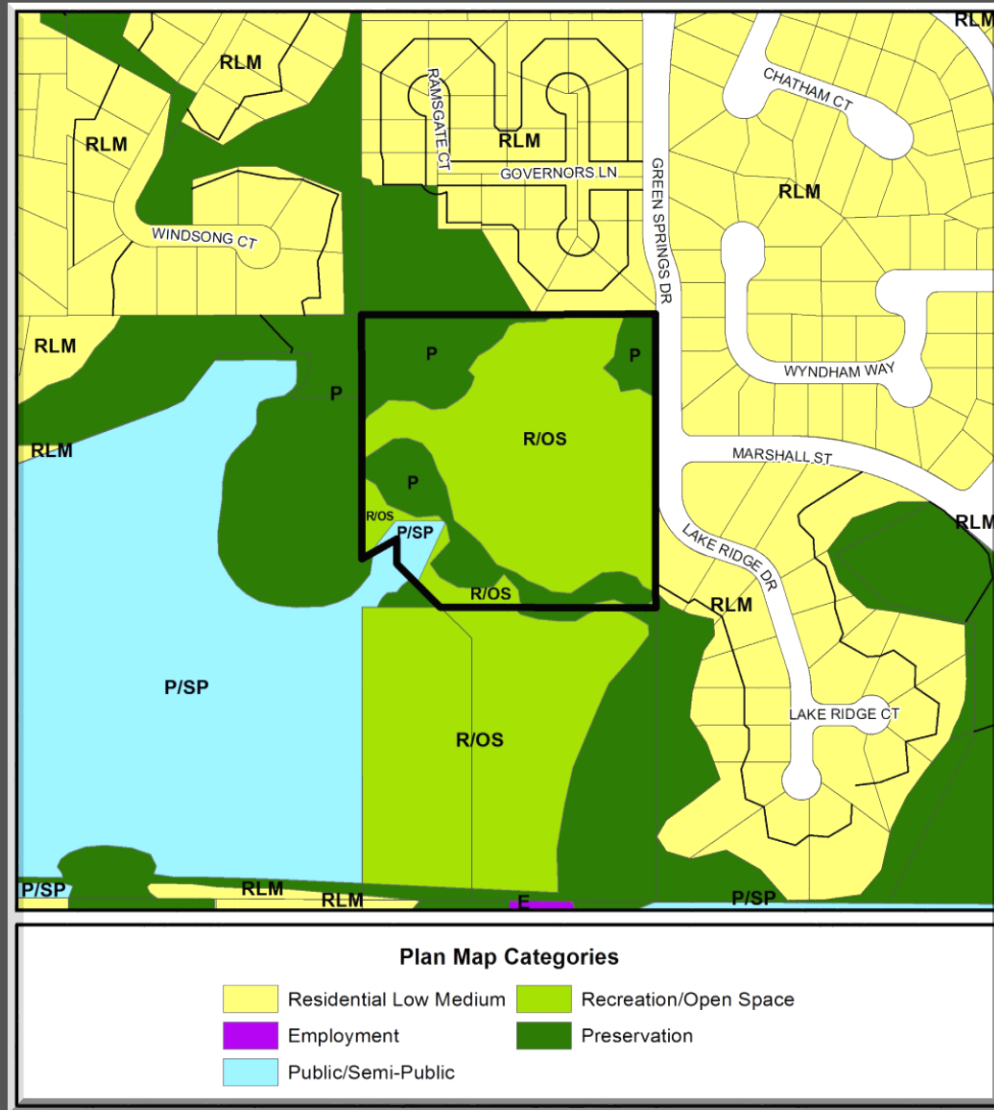 RLM
RLM
CHATHAM CT
RAMSGATE CT
RLM
RLM
GOVERNORS LN
GREEN SPRINGS DR
RLM
WINDSONG CT
RLM
P
P
WYNDHAM WAY
P
R/OS
RLM
MARSHALL ST
P
R/OS
P/SP
RLM
LAKE RIDGE DR
R/OS
RLM
P/SP
LAKE RIDGE CT
R/OS
P/SP
RLM
RLM
E
P/SP
Plan Map Categories
Residential Low Medium
Recreation/Open Space
Employment
Preservation
Public/Semi-Public